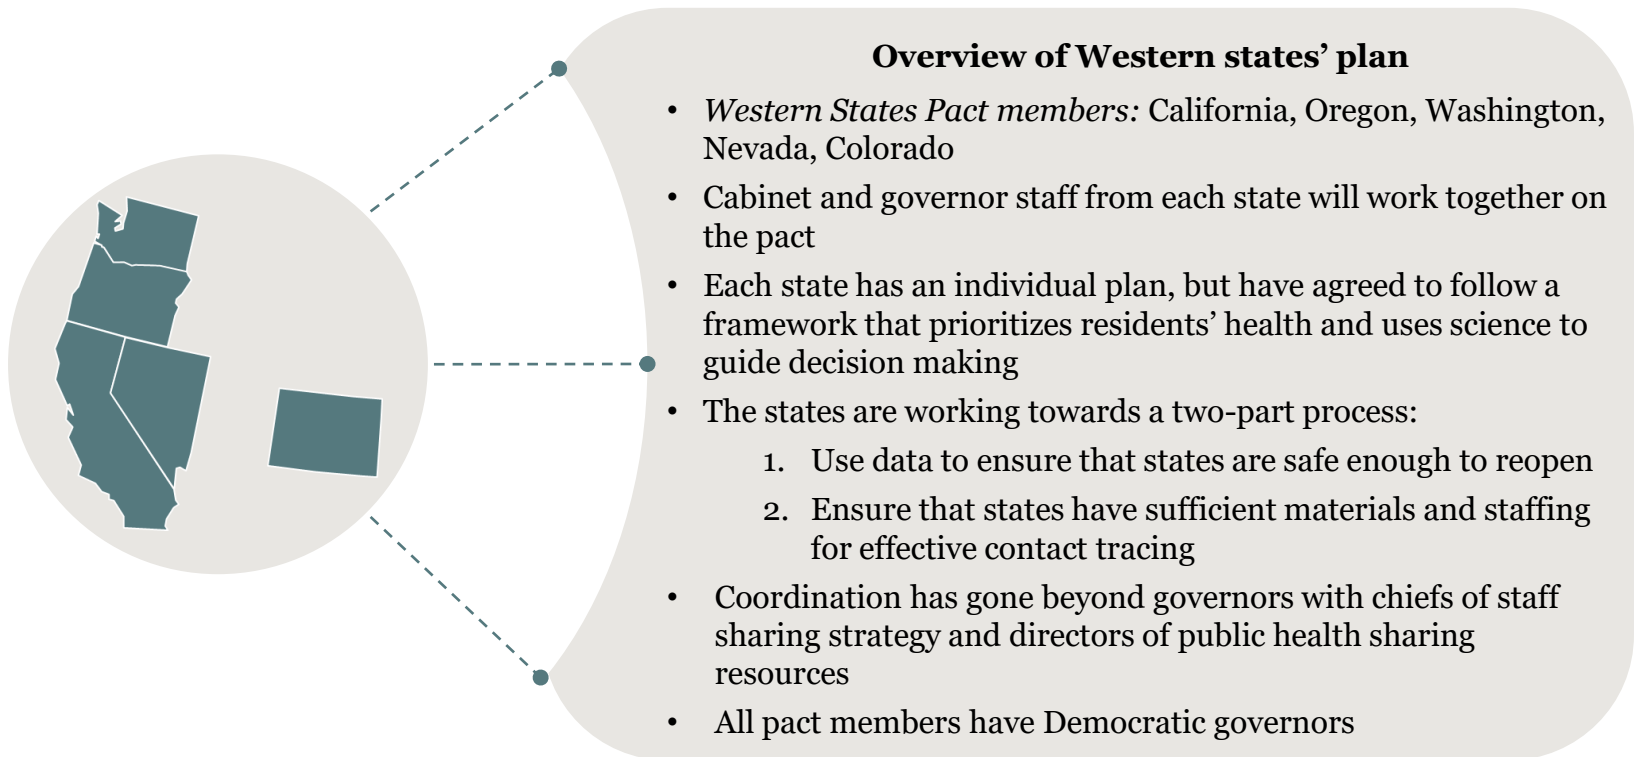 Overview of Western states’ plan
• Western States Pact members: California, Oregon, Washington,
Nevada, Colorado
• Cabinet and governor staff from each state will work together on
the pact
• Each state has an individual plan, but have agreed to follow a
framework that prioritizes residents’ health and uses science to
guide decision making
• The states are working towards a two-part process:
1. Use data to ensure that states are safe enough to reopen
2. Ensure that states have sufficient materials and staffing
for effective contact tracing
• Coordination has gone beyond governors with chiefs of staff
sharing strategy and directors of public health sharing
resources
• All pact members have Democratic governors